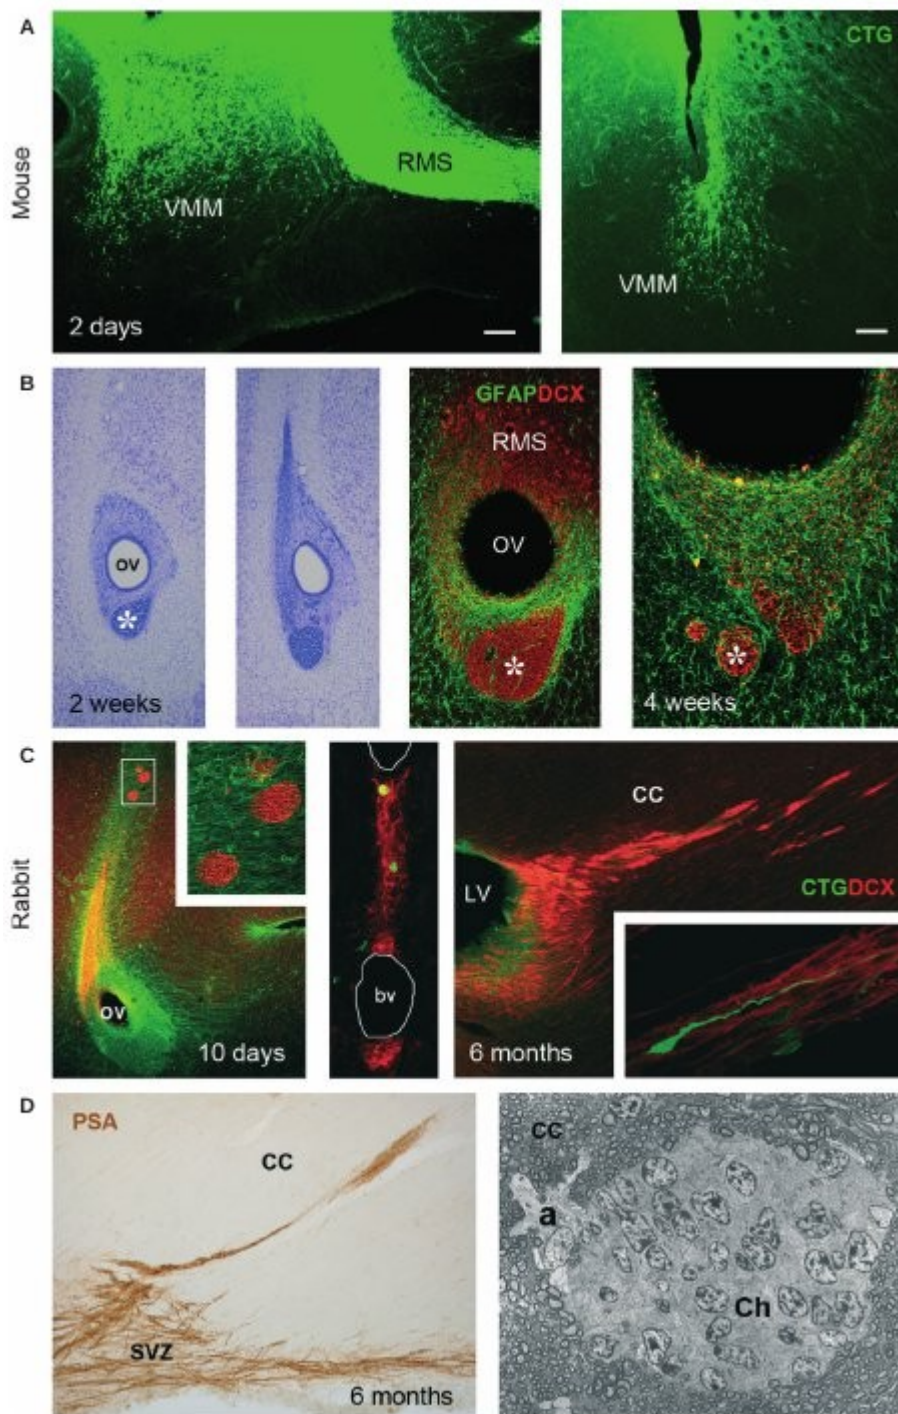 A
Mouse
CTG
RMS
VMM
2 days
VMM
B
GFAPDCX
RMS
ov
OV
*
*
*
2 weeks
4 weeks
C
Rabbit
CC
LV
CTGDCX
ov
bv
10 days
6 months
D
PSA
CC
cc
a
Ch
SVZ
6 months